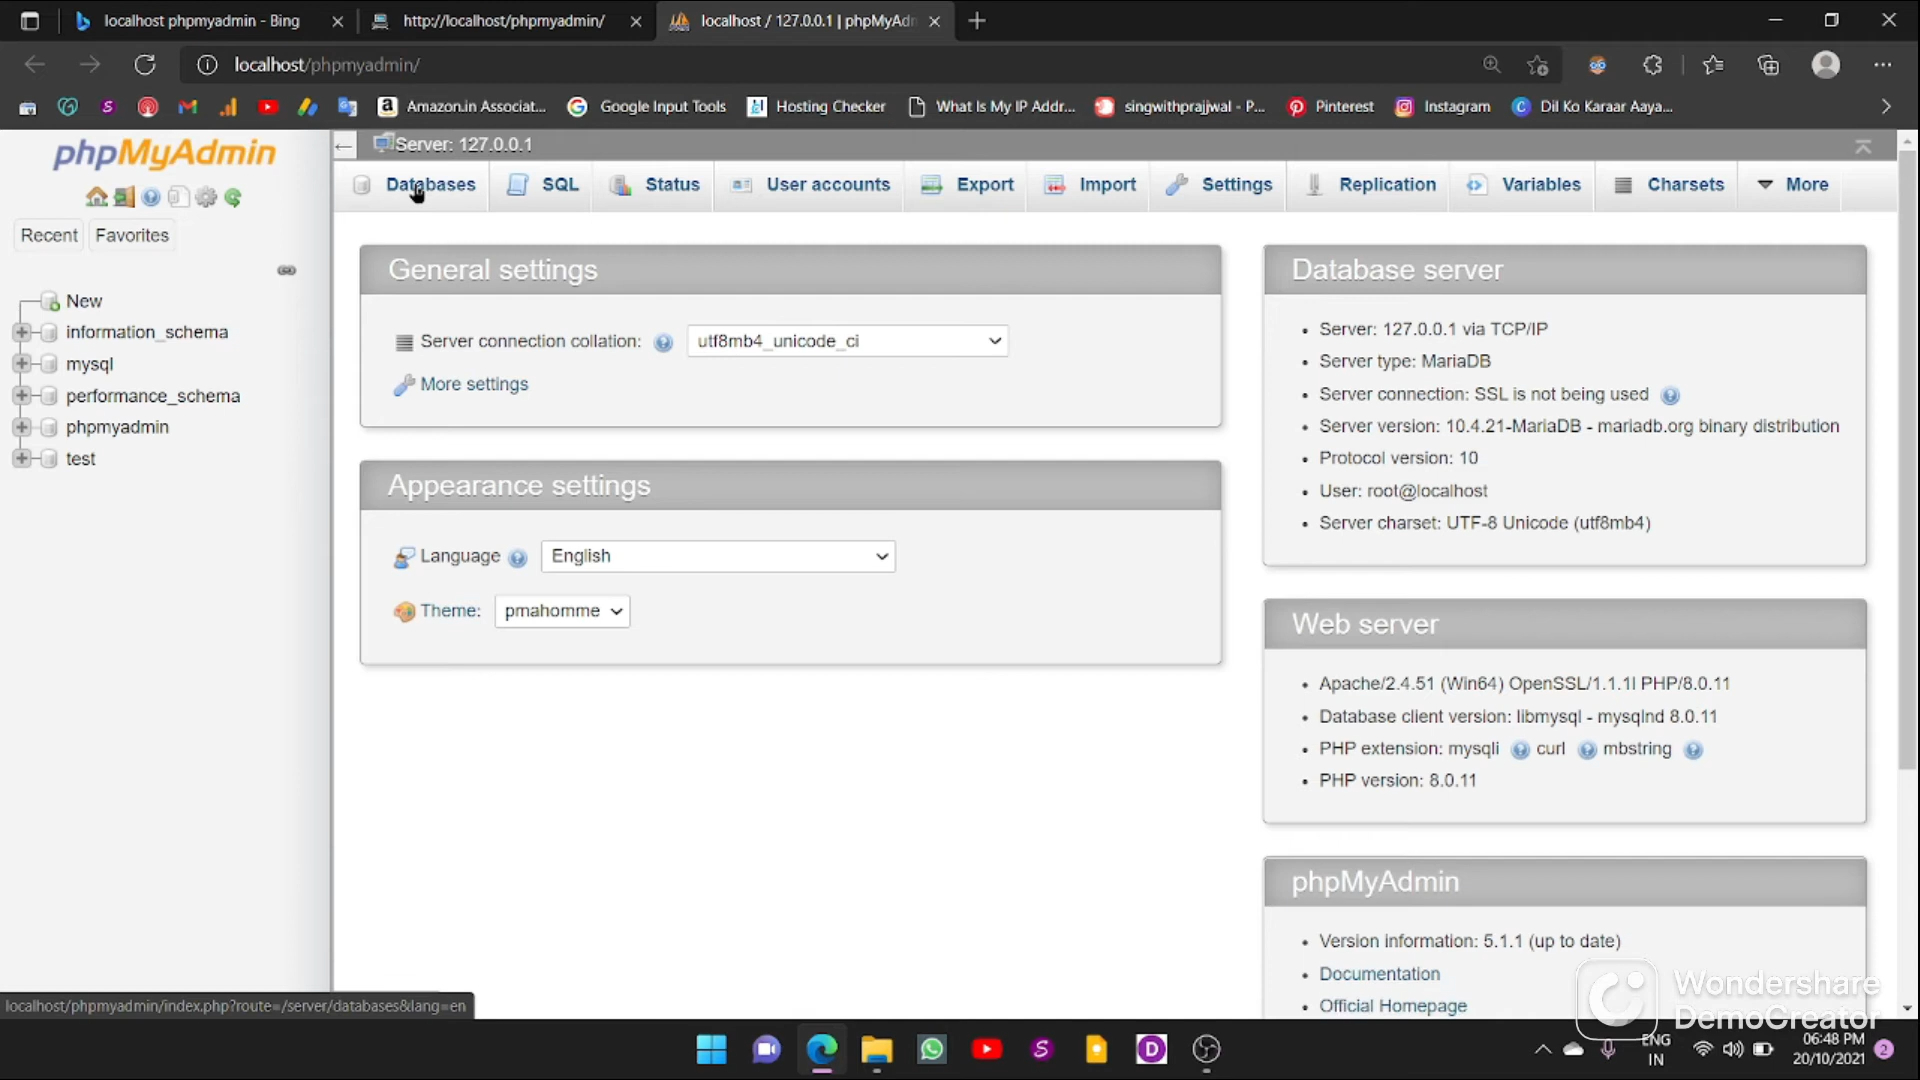 localhost phpmyadmin - Bing
http://localhost/phpmyadmin/
localhost / 127.0.0.1 | phpMyAdm
localhost/phpmyadmin/
Amazon.in Associat...
Google Input Tools
Hosting Checker
What Is My IP Addr...
singwithprajjwal - P...
Pinterest
Instagram
Dil Ko Karaar Aaya...
phpMyAdmin
Recent
Favorites
New
information_schema
mysql
performance_schema
phpmyadmin
test
Server: 127.0.0.1
Databases
SQL
Status
User accounts
Export
Import
Settings
Replication
Variables
Charsets
More
General settings
Server connection collation:
utf8mb4_unicode_ci
More settings
Appearance settings
Language
English
Theme:
pmahomme
Database server
Server: 127.0.0.1 via TCP/IP
Server type: MariaDB
Server connection: SSL is not being used
Server version: 10.4.21-MariaDB - mariadb.org binary distribution
Protocol version: 10
User: root@localhost
Server charset: UTF-8 Unicode (utf8mb4)
Web server
Apache/2.4.51 (Win64) OpenSSL/1.1.1l PHP/8.0.11
Database client version: libmysql - mysqlnd 8.0.11
PHP extension: mysqli curl mbstring
PHP version: 8.0.11
phpMyAdmin
Version information: 5.1.1 (up to date)
Documentation
Official Homepage
Wondershare
DemoCreator
localhost/phpmyadmin/index.php?route=/server/databases&lang=en
ENG
IN
06:48 PM
20/10/2021
2